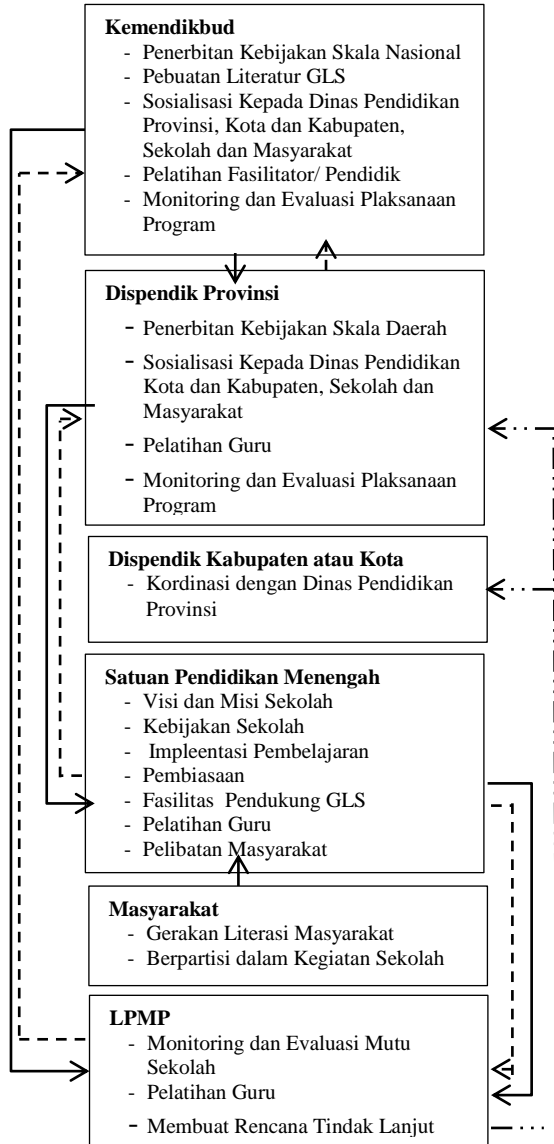 Kemendikbud
- Penerbitan Kebijakan Skala Nasional
- Pebuatan Literatur GLS
- Sosialisasi Kepada Dinas Pendidikan
Provinsi, Kota dan Kabupaten,
Sekolah dan Masyarakat
- Pelatihan Fasilitator/ Pendidik
- Monitoring dan Evaluasi Plaksanaan
Program
Dispendik Provinsi
- Penerbitan Kebijakan Skala Daerah
- Sosialisasi Kepada Dinas Pendidikan
Kota dan Kabupaten, Sekolah dan
Masyarakat
- Pelatihan Guru
- Monitoring dan Evaluasi Plaksanaan
Program
Dispendik Kabupaten atau Kota
- Kordinasi dengan Dinas Pendidikan
Provinsi
Satuan Pendidikan Menengah
- Visi dan Misi Sekolah
- Kebijakan Sekolah
- Impleentasi Pembelajaran
- Pembiasaan
- Fasilitas Pendukung GLS
- Pelatihan Guru
- Pelibatan Masyarakat
Masyarakat
- Gerakan Literasi Masyarakat
- Berpartisi dalam Kegiatan Sekolah
LPMP
- Monitoring dan Evaluasi Mutu
Sekolah
- Pelatihan Guru
- Membuat Rencana Tindak Lanjut